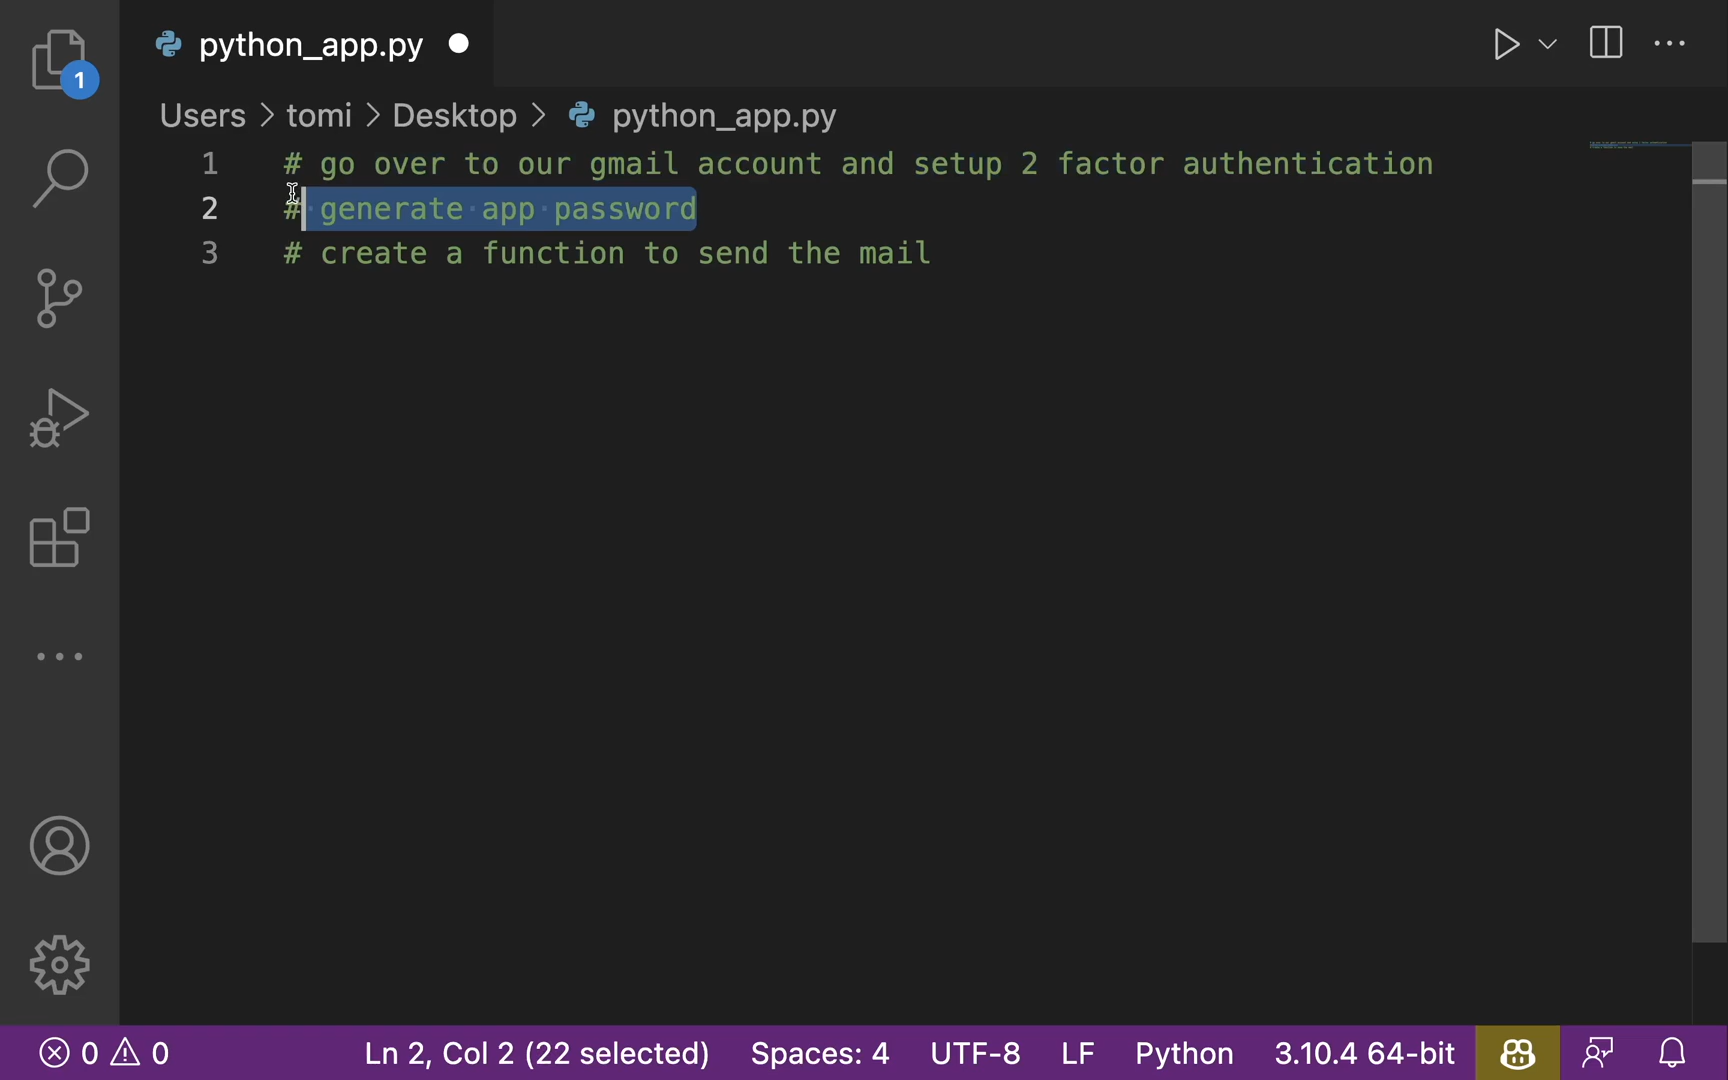 python_app.py
1
Users > tomi > Desktop > python_app.py
1 # go over to our gmail account and setup 2 factor authentication
2 # generate app password
3 # create a function to send the mail
0 0 Ln 2, Col 2 (22 selected) Spaces: 4 UTF-8 LF Python 3.10.4 64-bit